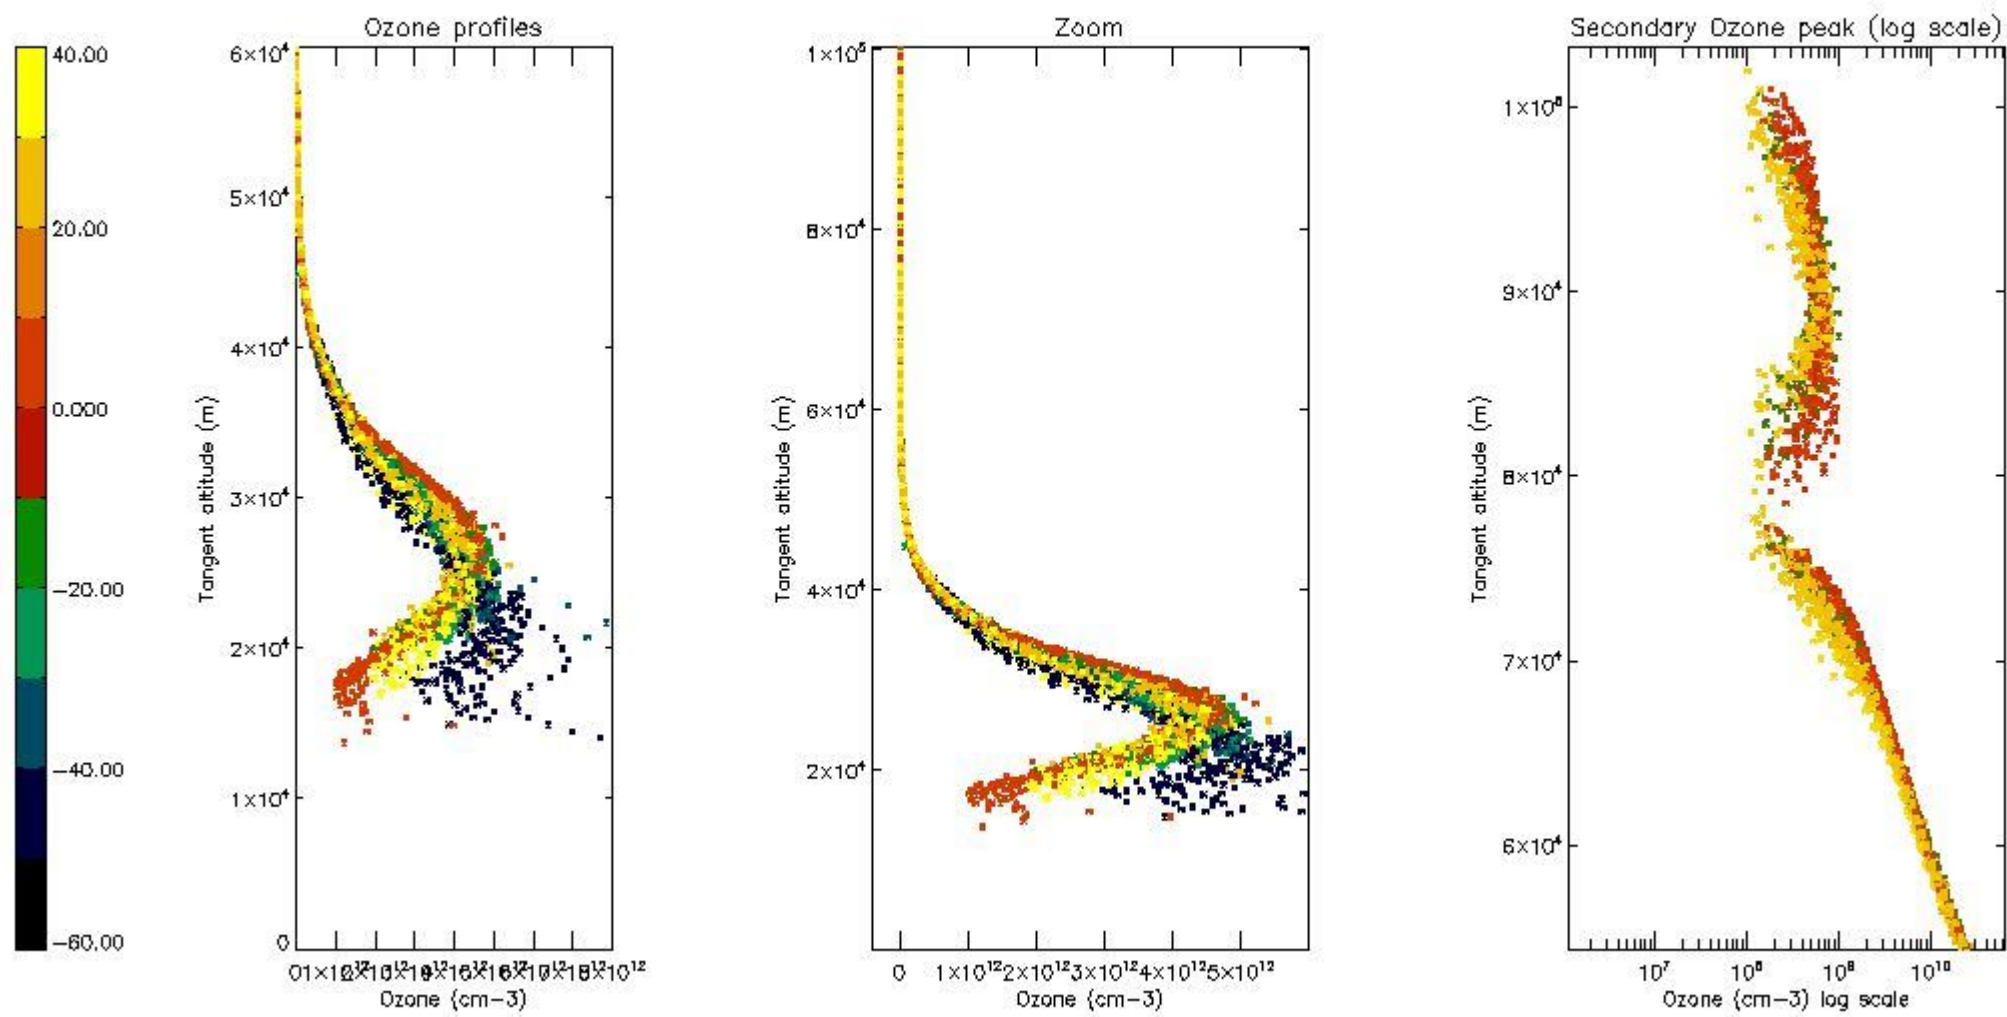 Ozone profiles
Zoom
Secondary Ozone peak (log scale)
40.00
20.00
0.000
−20.00
−40.00
−60.00
6×10⁴
5×10⁴
4×10⁴
3×10⁴
2×10⁴
1×10⁴
0
Tangent altitude (m)
Ozone (cm−3)
1×10⁵
8×10⁴
6×10⁴
4×10⁴
2×10⁴
Tangent altitude (m)
0 1×10¹² 2×10¹² 3×10¹² 4×10¹² 5×10¹²
Ozone (cm−3)
1×10⁵
9×10⁴
8×10⁴
7×10⁴
6×10⁴
Tangent altitude (m)
10⁷ 10⁸ 10⁹ 10¹⁰
Ozone (cm−3) log scale